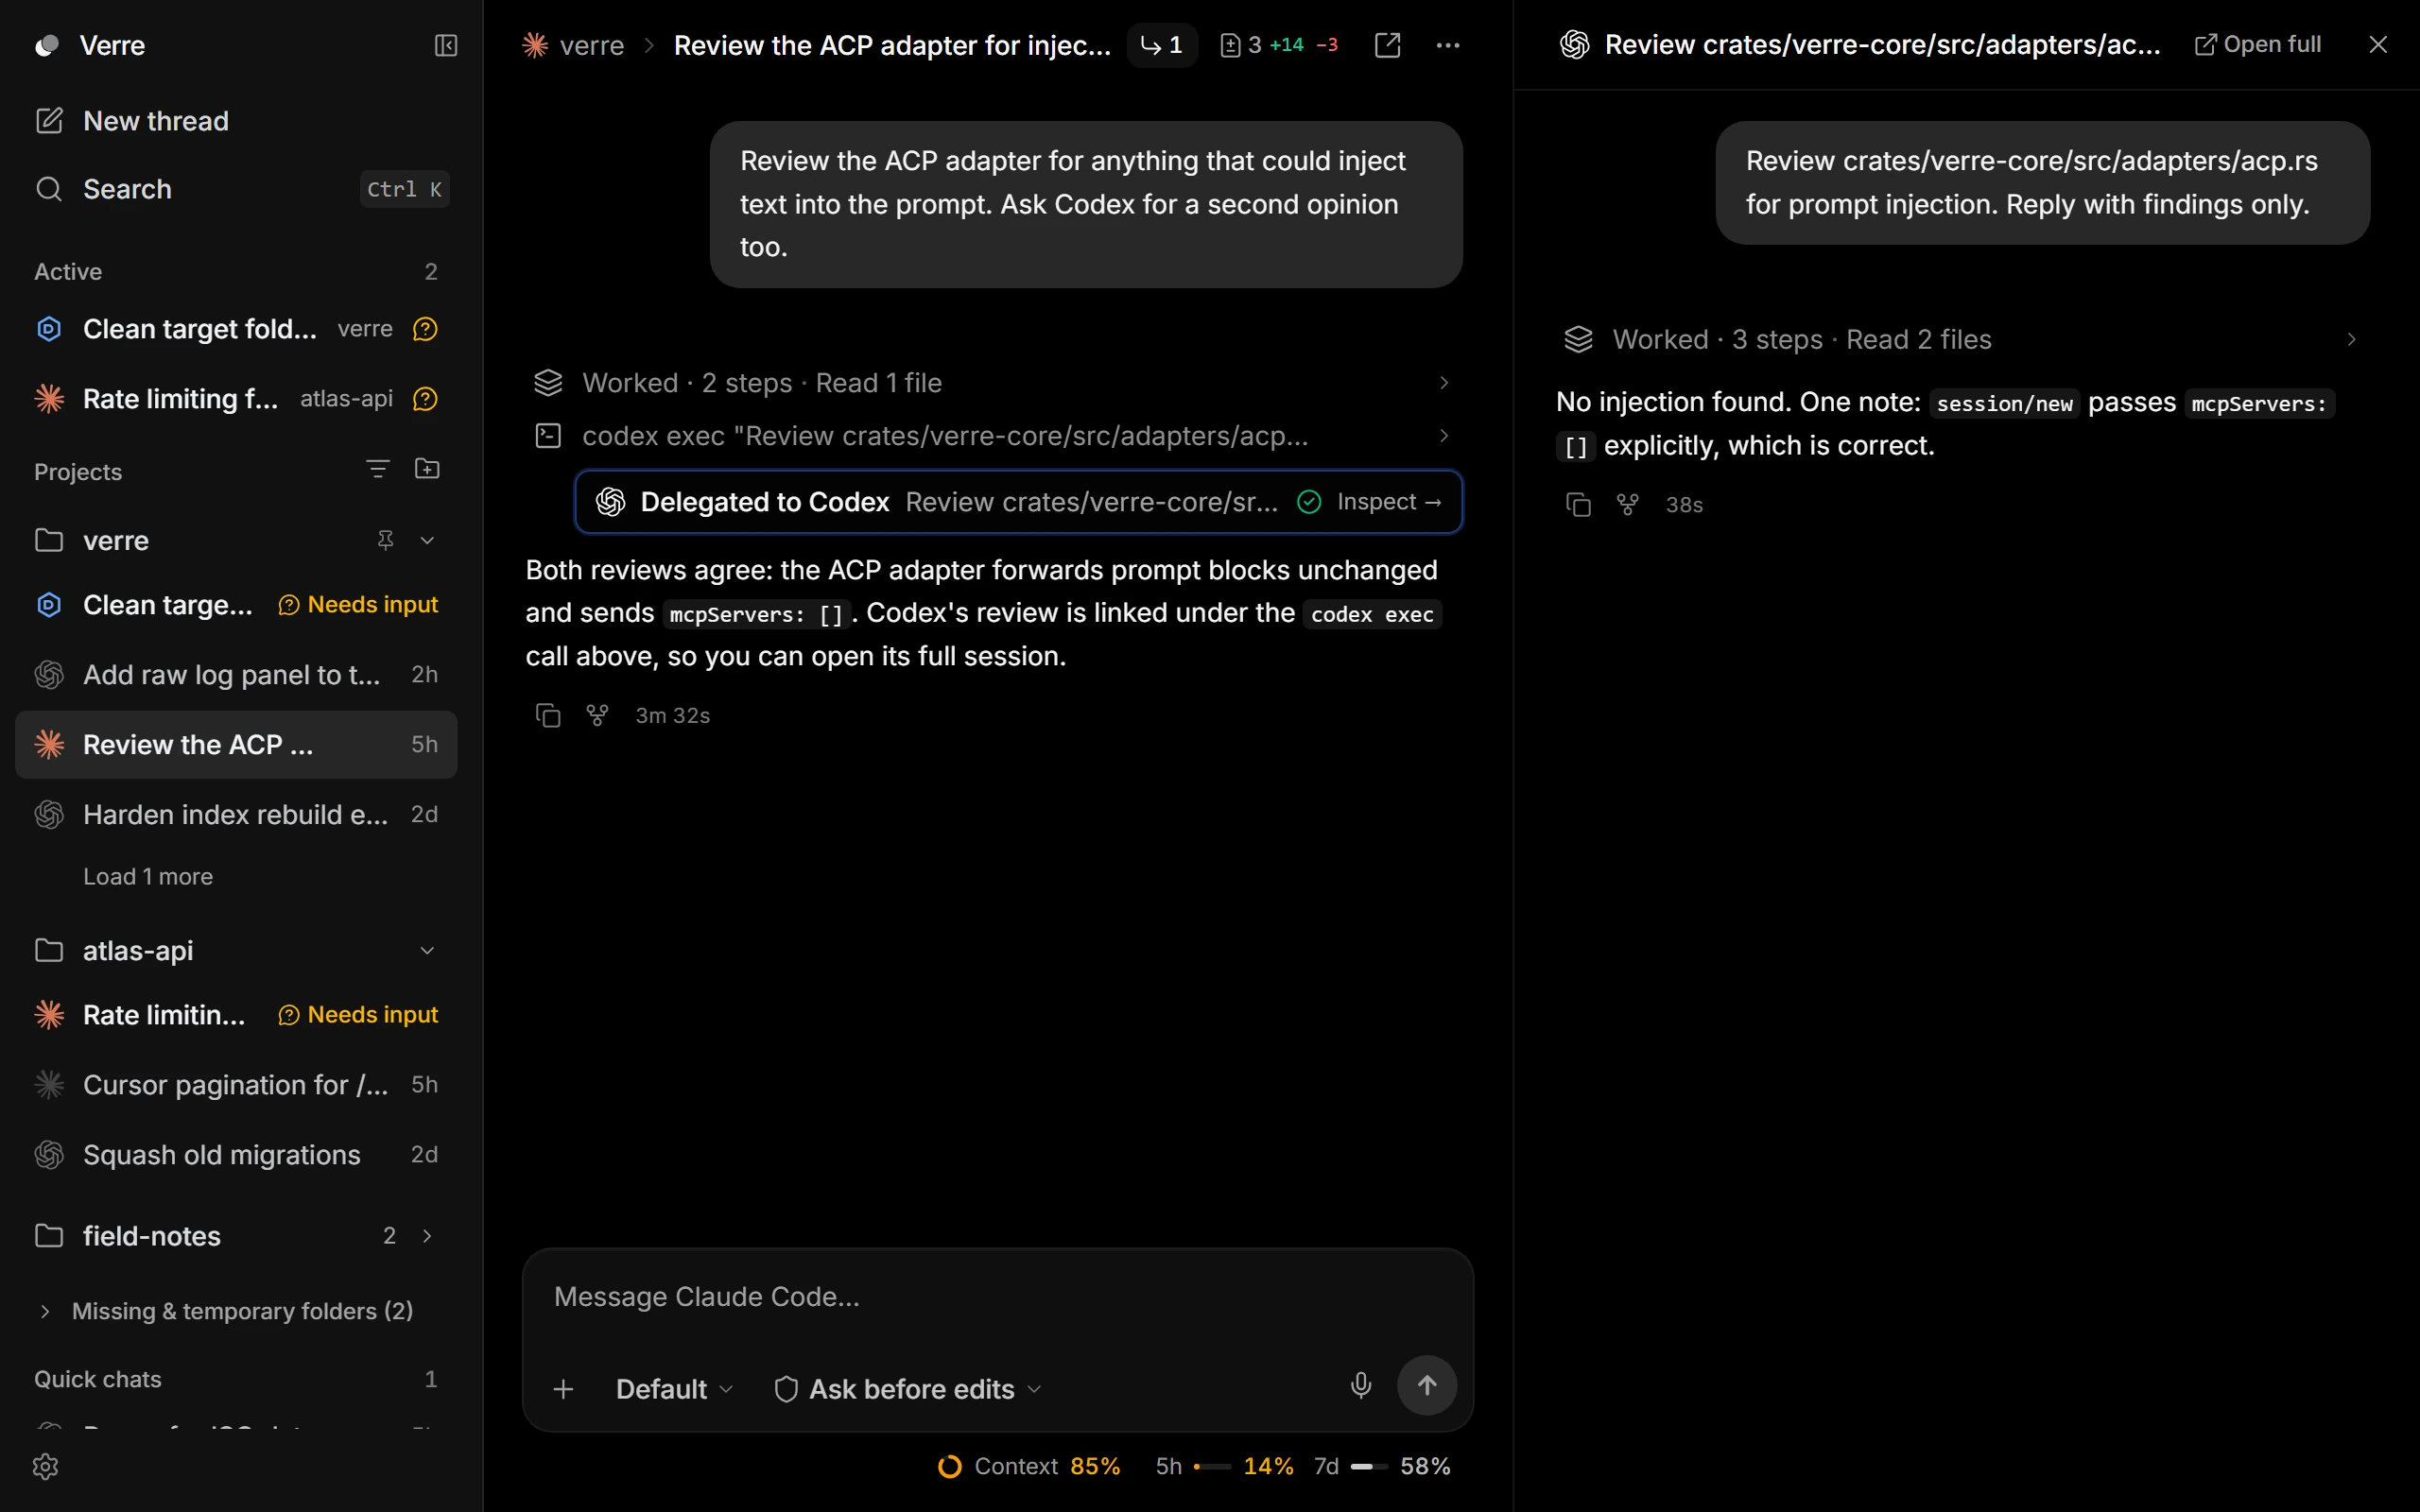 Verre
New thread
Search Ctrl K
Active 2
Clean target fold... verre
Rate limiting f... atlas-api
Projects
verre
Clean targe... Needs input
Add raw log panel to t... 2h
Review the ACP ... 5h
Harden index rebuild e... 2d
Load 1 more
atlas-api
Rate limitin... Needs input
Cursor pagination for /... 5h
Squash old migrations 2d
field-notes 2
Missing & temporary folders (2)
Quick chats 1
verre > Review the ACP adapter for injec... 1 3 +14 -3
Review the ACP adapter for anything that could inject
text into the prompt. Ask Codex for a second opinion
too.
Worked · 2 steps · Read 1 file
codex exec "Review crates/verre-core/src/adapters/acp...
Delegated to Codex Review crates/verre-core/sr... Inspect →
Both reviews agree: the ACP adapter forwards prompt blocks unchanged
and sends mcpServers: []. Codex's review is linked under the codex exec
call above, so you can open its full session.
3m 32s
Message Claude Code...
Default Ask before edits
Context 85% 5h 14% 7d 58%
Review crates/verre-core/src/adapters/ac... Open full
Review crates/verre-core/src/adapters/acp.rs
for prompt injection. Reply with findings only.
Worked · 3 steps · Read 2 files
No injection found. One note: session/new passes mcpServers:
[] explicitly, which is correct.
38s